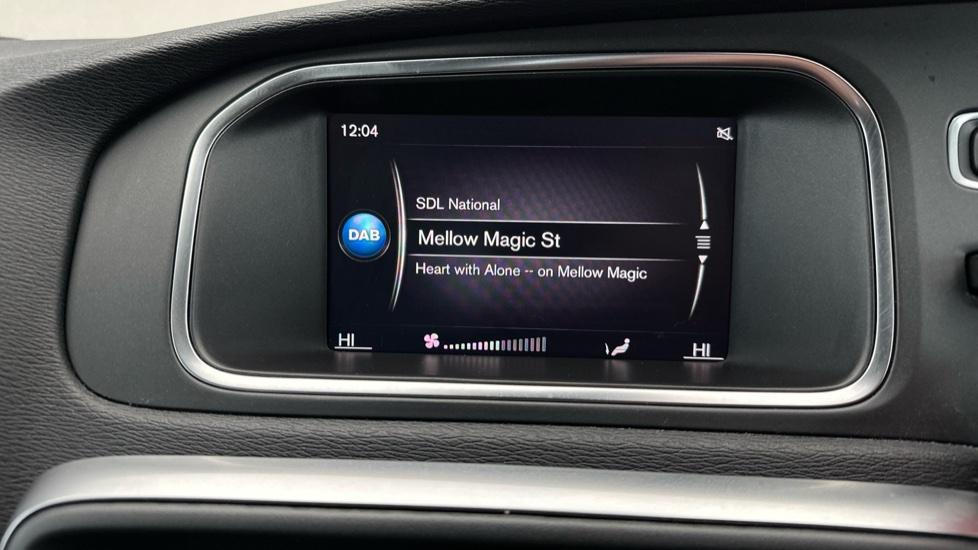 12:04
SDL National
DAB
Mellow Magic St
Heart with Alone -- on Mellow Magic
HI
HI